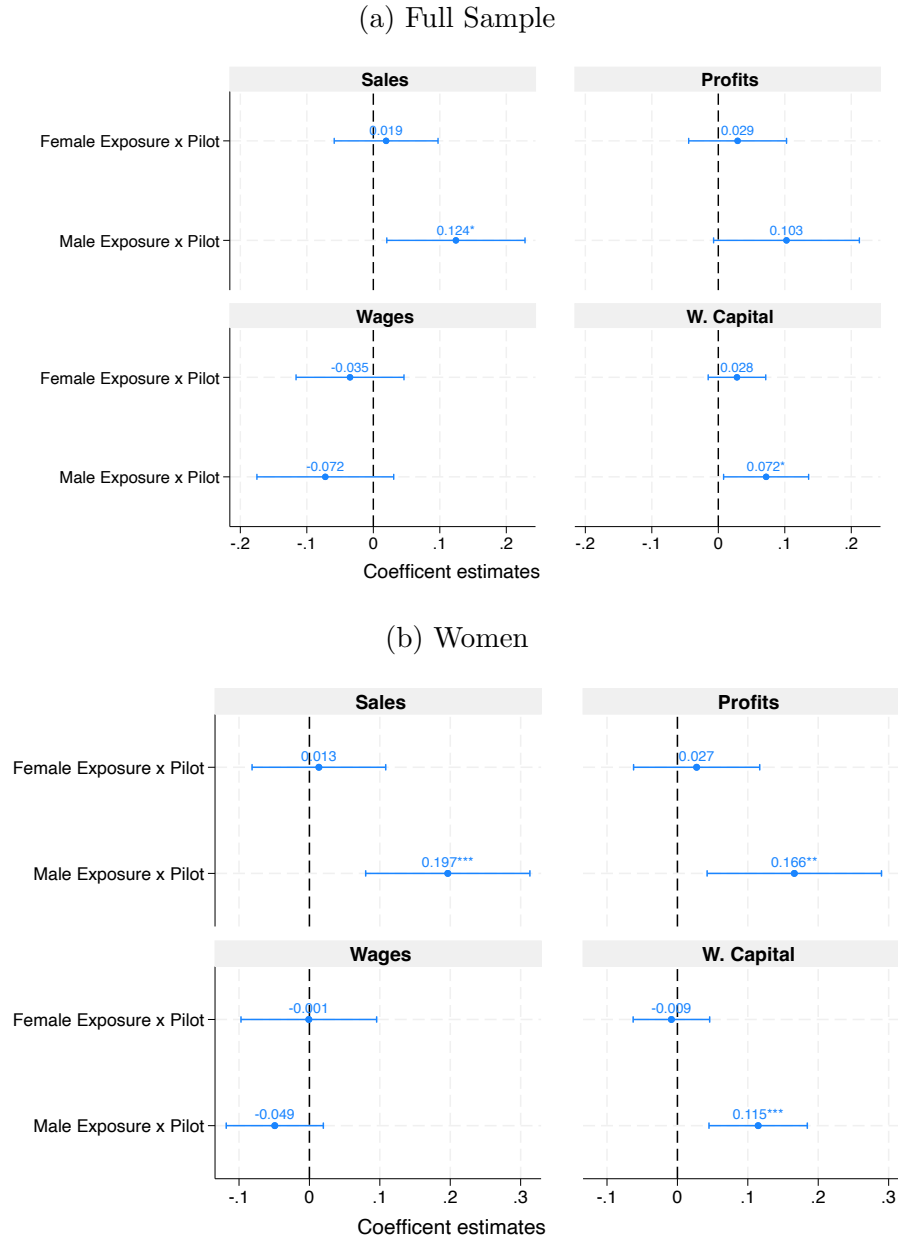 (a) Full Sample
Sales Profits
Female Exposure x Pilot 0.019 0.029
Male Exposure x Pilot 0.124* 0.103
Wages W. Capital
Female Exposure x Pilot -0.035 0.028
Male Exposure x Pilot -0.072 0.072*
-.2 -.1 0 .1 .2 -.2 -.1 0 .1 .2
Coefficent estimates
(b) Women
Sales Profits
Female Exposure x Pilot 0.013 0.027
Male Exposure x Pilot 0.197*** 0.166**
Wages W. Capital
Female Exposure x Pilot -0.001 -0.009
Male Exposure x Pilot -0.049 0.115***
-.1 0 .1 .2 .3 -.1 0 .1 .2 .3
Coefficent estimates